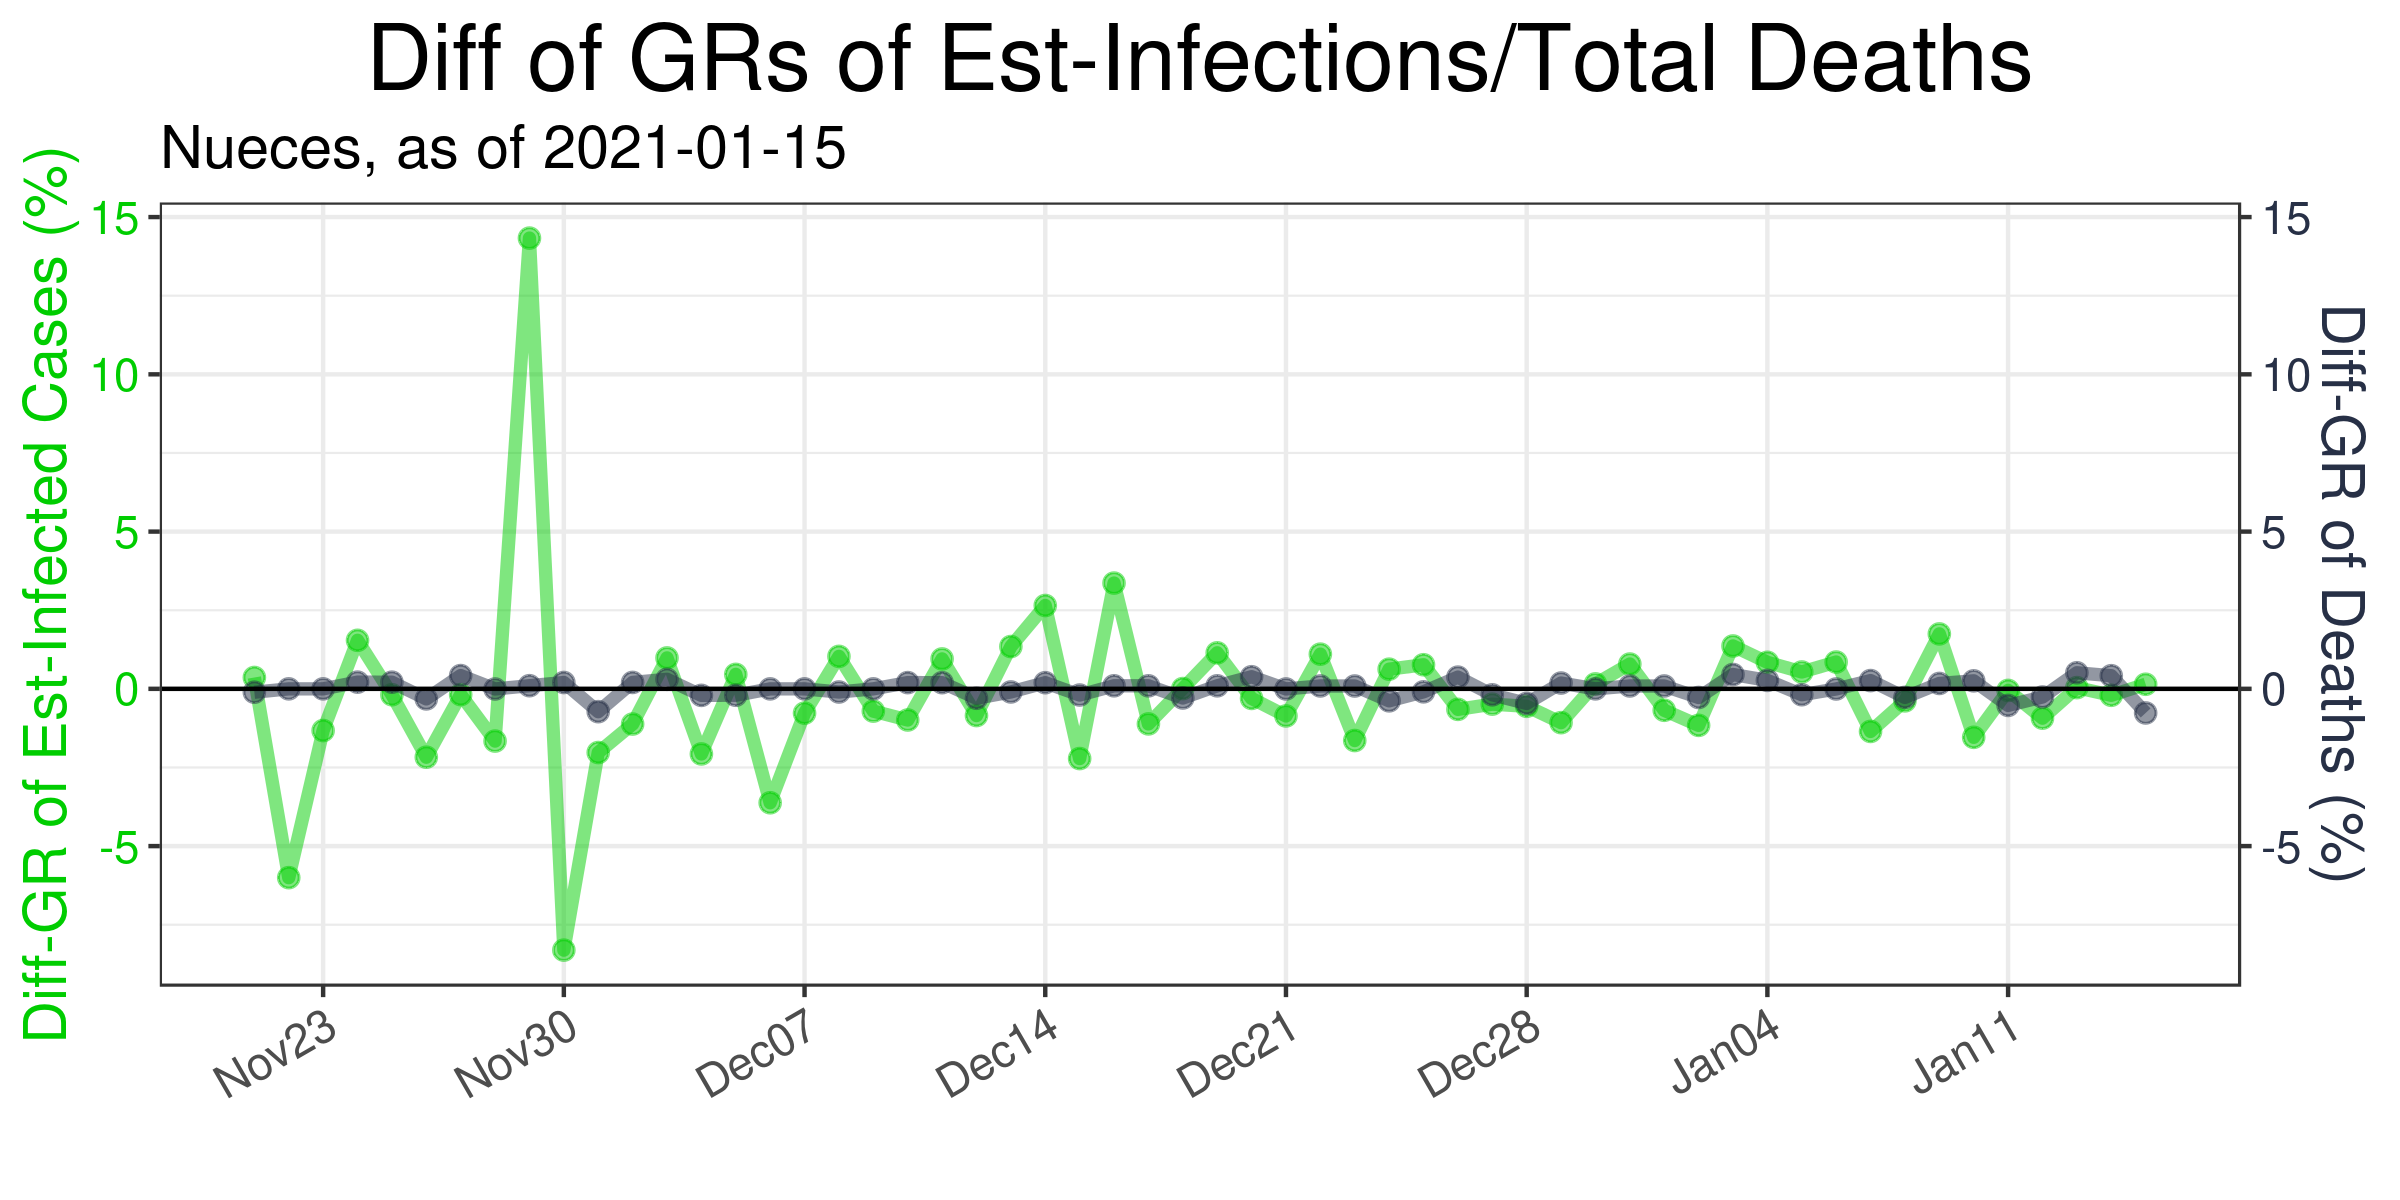 Diff of GRs of Est-Infections/Total Deaths
Nueces, as of 2021-01-15
Diff-GR of Est-Infected Cases (%)
15
10
5
0
-5
15
10
5
0
-5
Diff-GR of Deaths (%)
Nov23
Nov30
Dec07
Dec14
Dec21
Dec28
Jan04
Jan11